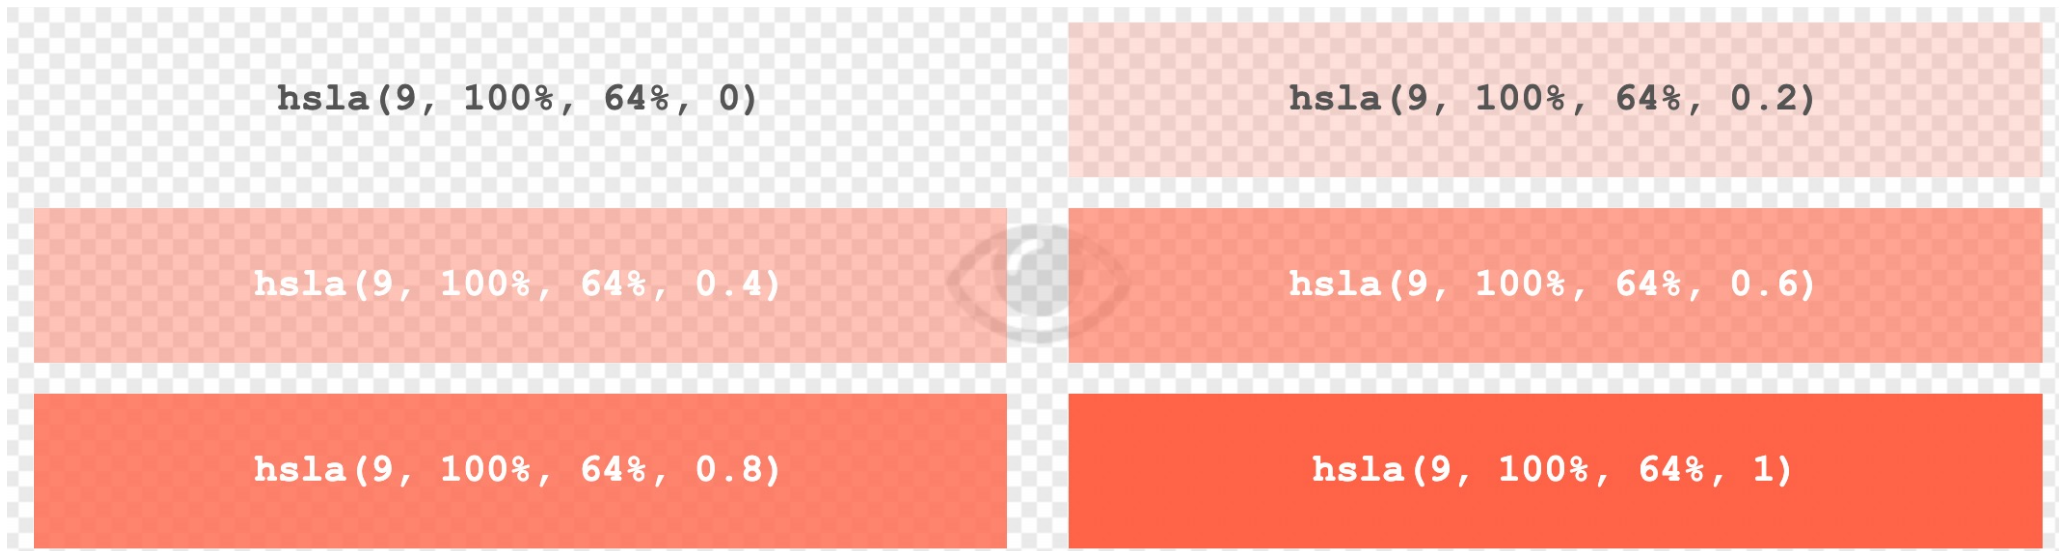 hsla(9, 100%, 64%, 0)
hsla(9, 100%, 64%, 0.2)
hsla(9, 100%, 64%, 0.4)
hsla(9, 100%, 64%, 0.6)
hsla(9, 100%, 64%, 0.8)
hsla(9, 100%, 64%, 1)